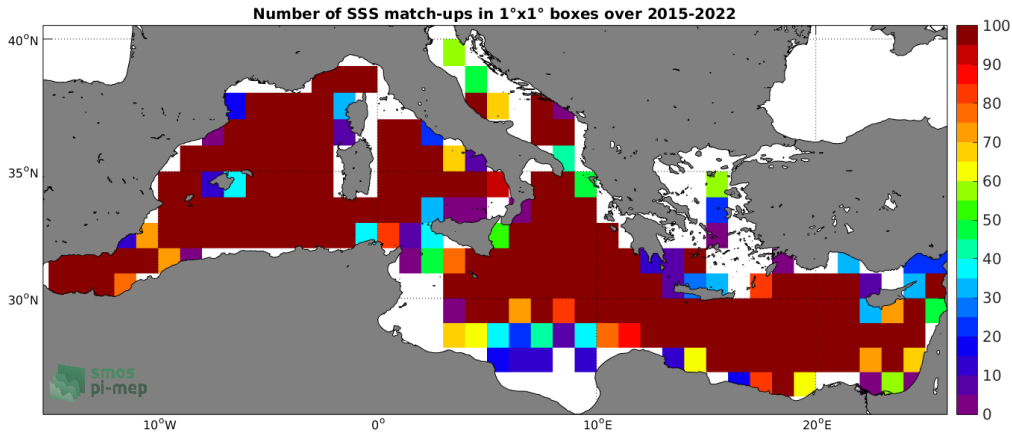 Number of SSS match-ups in 1°x1° boxes over 2015-2022
40°N
35°N
30°N
10°W
0°
10°E
20°E
100
90
80
70
60
50
40
30
20
10
0
smos
pi-mep